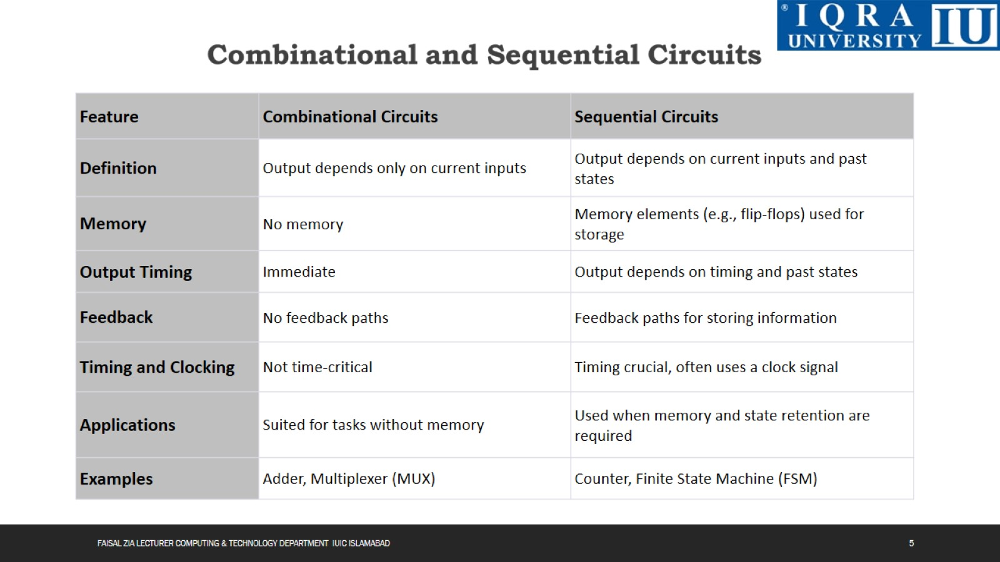 ® IQRA
UNIVERSITY IU
Combinational and Sequential Circuits
Feature Combinational Circuits Sequential Circuits
Definition Output depends only on current inputs Output depends on current inputs and past
states
Memory No memory Memory elements (e.g., flip-flops) used for
storage
Output Timing Immediate Output depends on timing and past states
Feedback No feedback paths Feedback paths for storing information
Timing and Clocking Not time-critical Timing crucial, often uses a clock signal
Applications Suited for tasks without memory Used when memory and state retention are
required
Examples Adder, Multiplexer (MUX) Counter, Finite State Machine (FSM)
FAISAL ZIA LECTURER COMPUTING & TECHNOLOGY DEPARTMENT IUIC ISLAMABAD 5